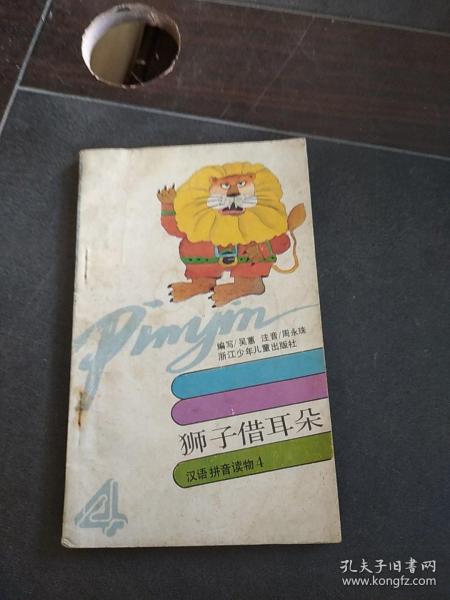 Pinyin
编写/吴蕙 注音/周永珠
浙江少年儿童出版社
狮子借耳朵
汉语拼音读物4
4
孔夫子旧书网
www.kongfz.com